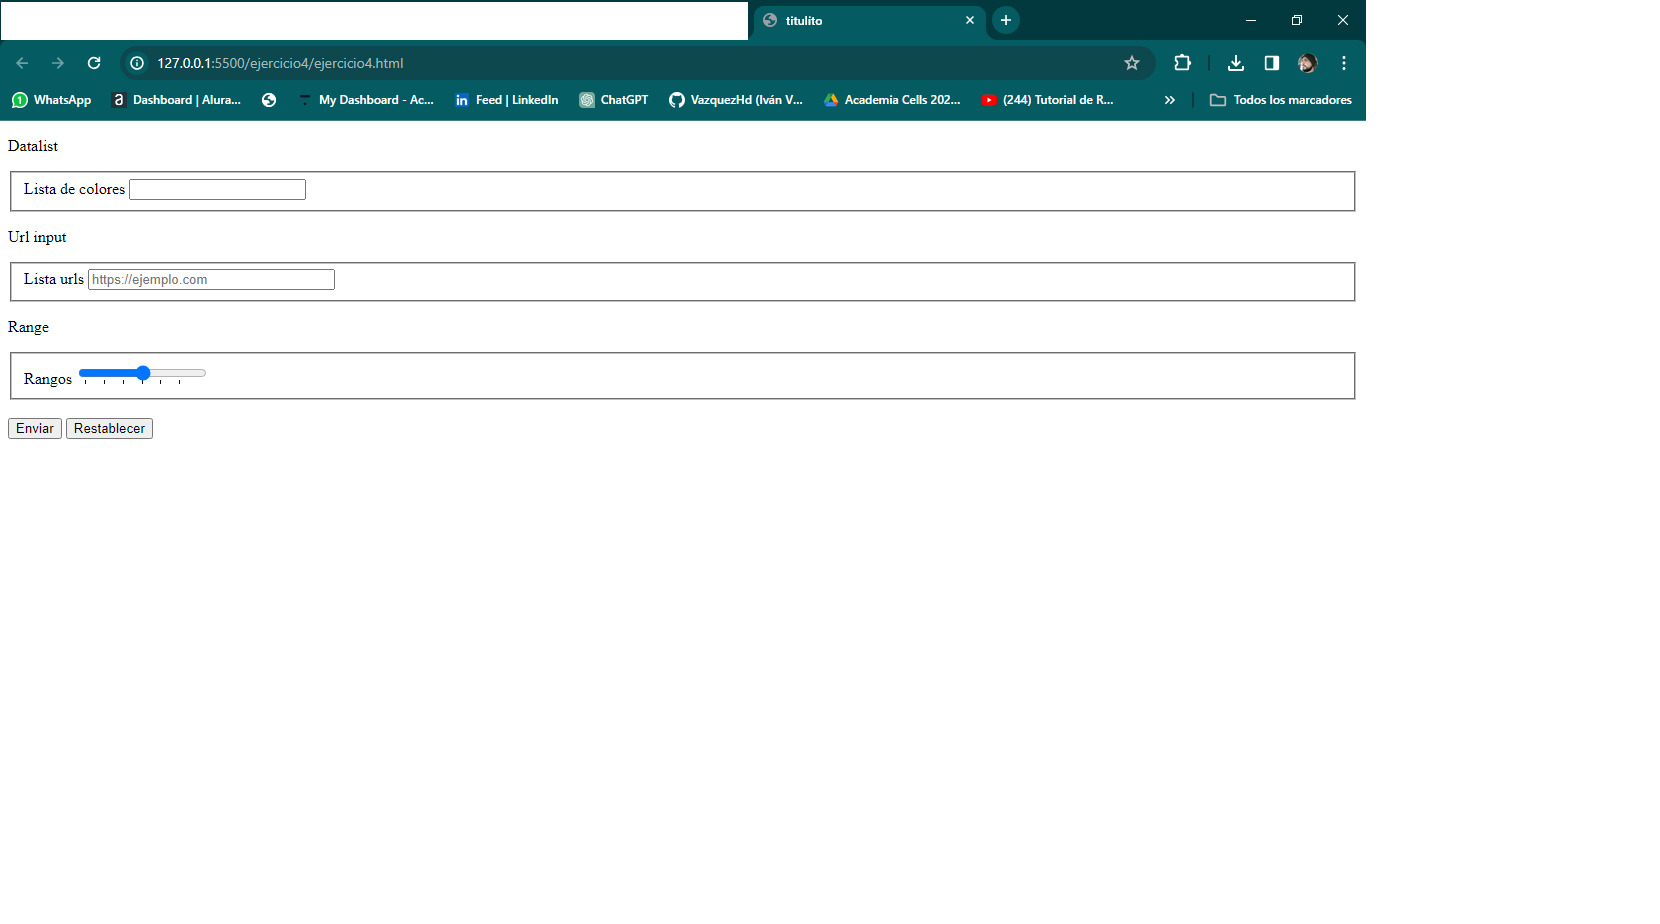 titulito
127.0.0.1:5500/ejercicio4/ejercicio4.html
WhatsApp Dashboard | Alura... My Dashboard - Ac... Feed | LinkedIn ChatGPT VazquezHd (Iván V... Academia Cells 202... (244) Tutorial de R... Todos los marcadores
Datalist
Lista de colores
Url input
Lista urls https://ejemplo.com
Range
Rangos
Enviar Restablecer